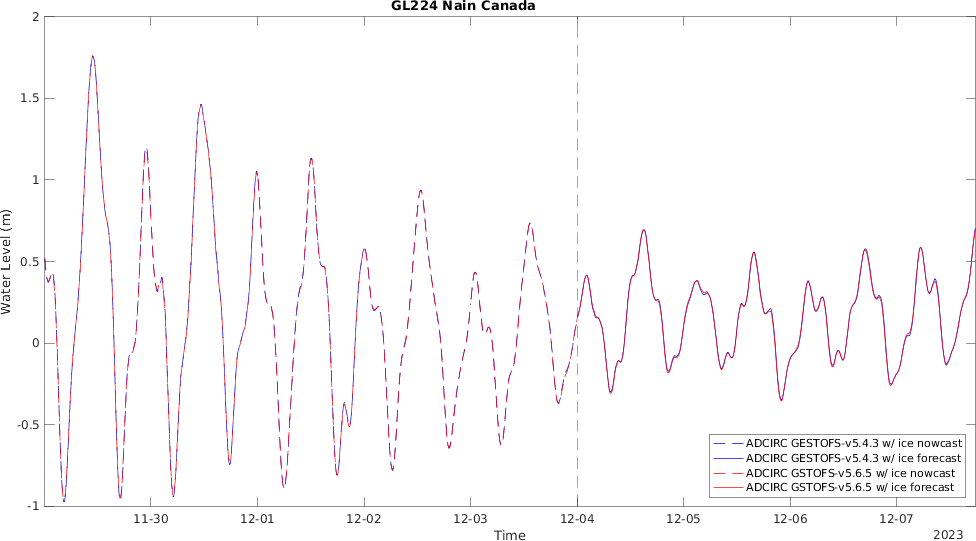 GL224 Nain Canada
2
1.5
1
0.5
0
-0.5
-1
Water Level (m)
11-30 12-01 12-02 12-03 12-04 12-05 12-06 12-07
Time
2023
ADCIRC GESTOFS-v5.4.3 w/ ice nowcast
ADCIRC GESTOFS-v5.4.3 w/ ice forecast
ADCIRC GSTOFS-v5.6.5 w/ ice nowcast
ADCIRC GSTOFS-v5.6.5 w/ ice forecast